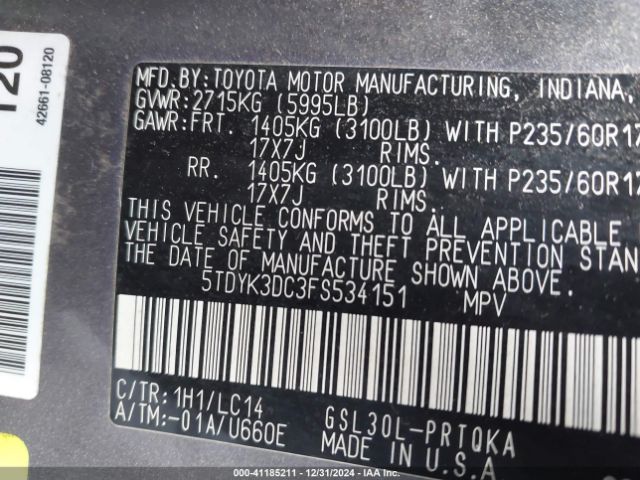 120
42661-08120
MFD.BY:TOYOTA MOTOR MANUFACTURING, INDIANA,
GVWR:2715KG (5995LB)
GAWR:FRT. 1405KG (3100LB) WITH P235/60R17
17X7J RIMS.
RR. 1405KG (3100LB) WITH P235/60R17
17X7J RIMS.
THIS VEHICLE CONFORMS TO ALL APPLICABLE
VEHICLE SAFETY AND THEFT PREVENTION STAN
THE DATE OF MANUFACTURE SHOWN ABOVE.
5TDYK3DC3FS534151 MPV
C/TR:1H1/LC14
A/TM:-01A/U660E
GSL30L-PRTQKA
MADE IN U.S.A
000-41185211 - 12/31/2024 - IAAI.com